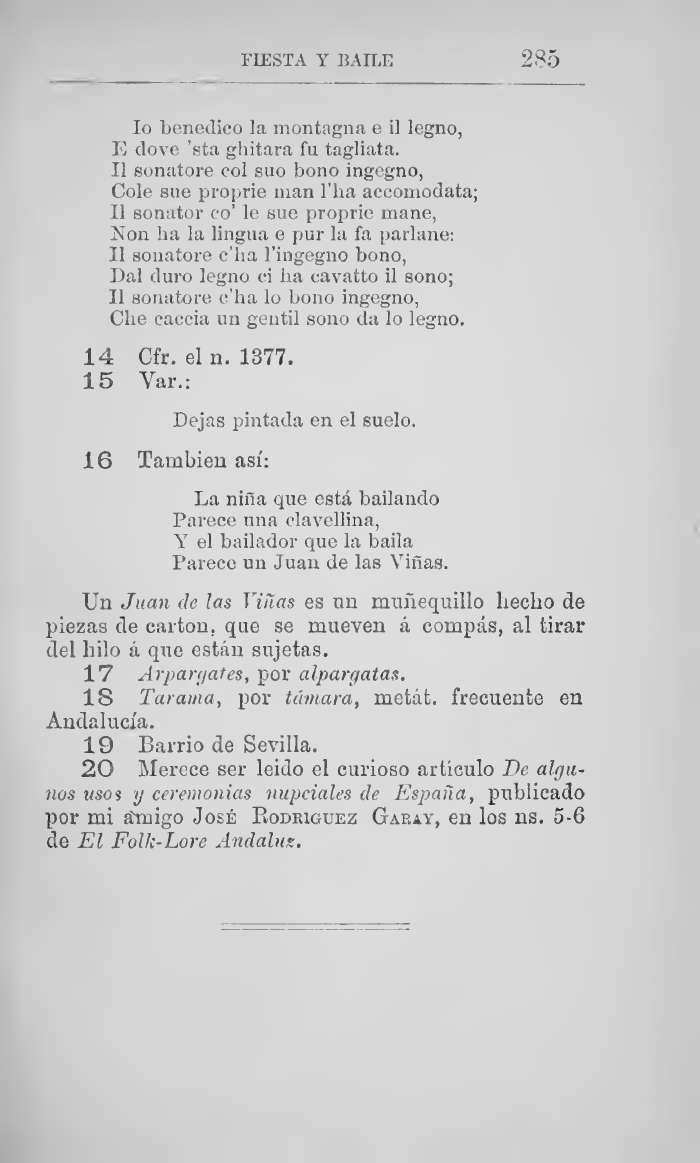 FIESTA Y BAILE 285
Io benedico la montagna e il legno,
E dove 'sta ghitara fu tagliata.
Il sonatore col suo bono ingegno,
Cole sue proprie man l'ha accomodata;
Il sonator co' le sue proprie mane,
Non ha la lingua e pur la fa parlane:
Il sonatore c'ha l'ingegno bono,
Dal duro legno ci ha cavatto il sono;
Il sonatore c'ha lo bono ingegno,
Che caccia un gentil sono da lo legno.
14 Cfr. el n. 1377.
15 Var.:
Dejas pintada en el suelo.
16 Tambien así:
La niña que está bailando
Parece una clavellina,
Y el bailador que la baila
Parece un Juan de las Viñas.
Un Juan de las Viñas es un muñequillo hecho de
piezas de carton, que se mueven á compás, al tirar
del hilo á que están sujetas.
17 Arpargates, por alpargatas.
18 Tarama, por támara, metát. frecuente en
Andalucía.
19 Barrio de Sevilla.
20 Merece ser leido el curioso artículo De algu-
nos usos y ceremonias nupciales de España, publicado
por mi amigo José Rodriguez Garay, en los ns. 5-6
de El Folk-Lore Andaluz.